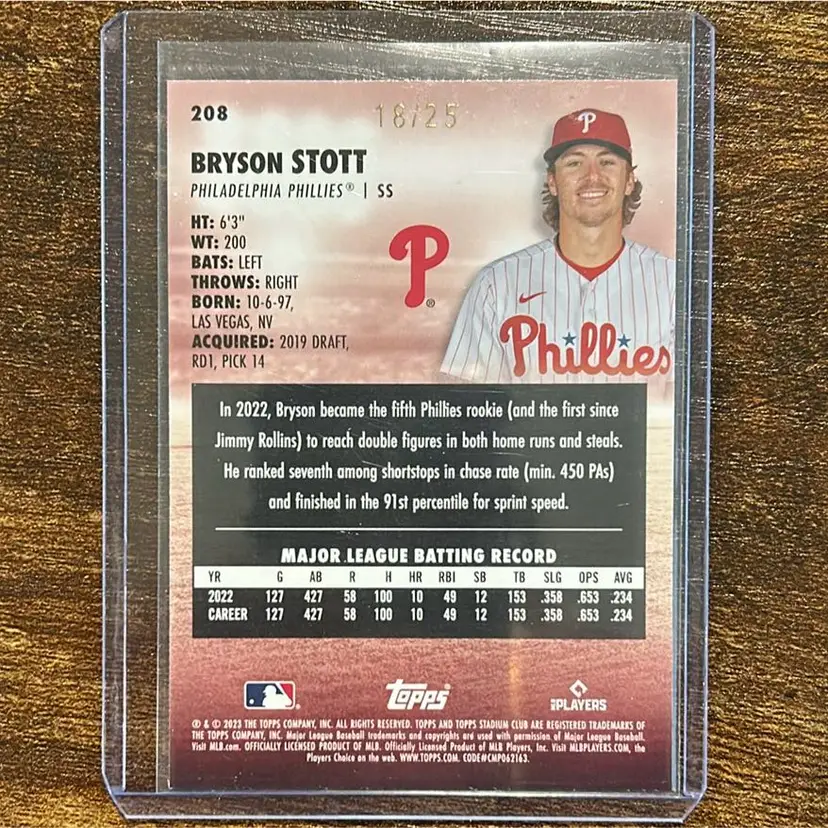 208
18/25
BRYSON STOTT
PHILADELPHIA PHILLIES® | SS
HT: 6'3"
WT: 200
BATS: LEFT
THROWS: RIGHT
BORN: 10-6-97,
LAS VEGAS, NV
ACQUIRED: 2019 DRAFT,
RD1, PICK 14
P®
P
Phillies
In 2022, Bryson became the fifth Phillies rookie (and the first since
Jimmy Rollins) to reach double figures in both home runs and steals.
He ranked seventh among shortstops in chase rate (min. 450 PAs)
and finished in the 91st percentile for sprint speed.
MAJOR LEAGUE BATTING RECORD
YR G AB R H HR RBI SB TB SLG OPS AVG
2022 127 427 58 100 10 49 12 153 .358 .653 .234
CAREER 127 427 58 100 10 49 12 153 .358 .653 .234
topps
MLB PLAYERS
® & © 2023 THE TOPPS COMPANY, INC. ALL RIGHTS RESERVED. TOPPS AND TOPPS STADIUM CLUB ARE REGISTERED TRADEMARKS OF
THE TOPPS COMPANY, INC. Major League Baseball trademarks and copyrights are used with permission of Major League Baseball.
Visit MLB.com. OFFICIALLY LICENSED PRODUCT OF MLB. Officially Licensed Product of MLB Players, Inc. Visit MLBPLAYERS.COM, the
Players Choice on the web. WWW.TOPPS.COM. CODE#CMP062163.